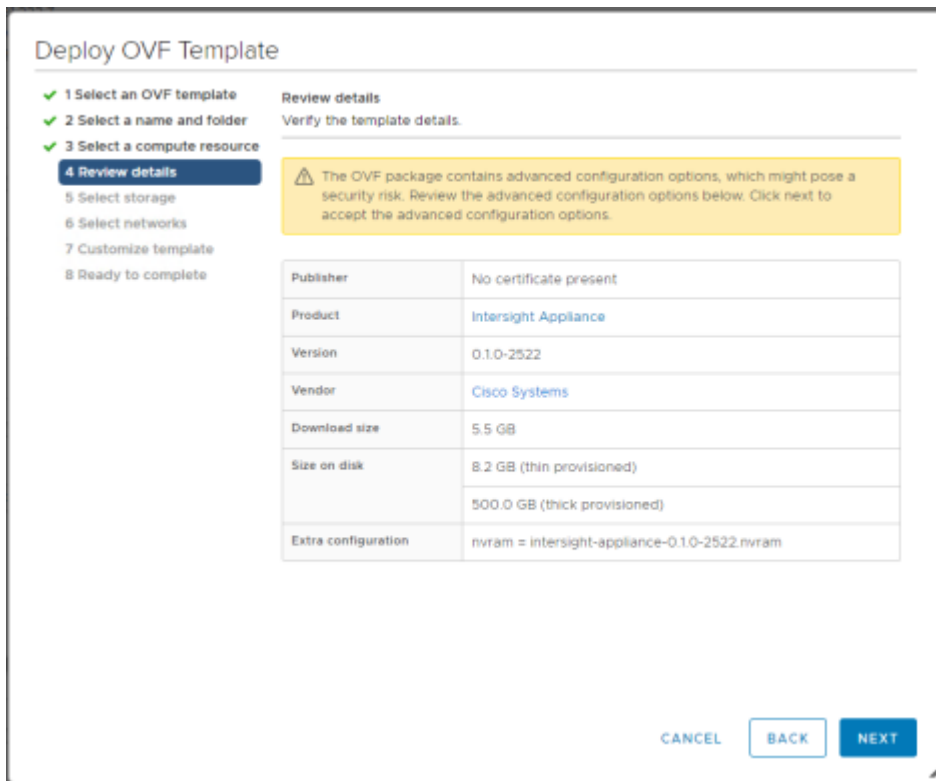 Deploy OVF Template
1 Select an OVF template
2 Select a name and folder
3 Select a compute resource
4 Review details
5 Select storage
6 Select networks
7 Customize template
8 Ready to complete
Review details
Verify the template details.
The OVF package contains advanced configuration options, which might pose a
security risk. Review the advanced configuration options below. Click next to
accept the advanced configuration options.
Publisher No certificate present
Product Intersight Appliance
Version 0.1.0-2522
Vendor Cisco Systems
Download size 5.5 GB
Size on disk 8.2 GB (thin provisioned)
500.0 GB (thick provisioned)
Extra configuration nvram = intersight-appliance-0.1.0-2522.nvram
CANCEL BACK NEXT